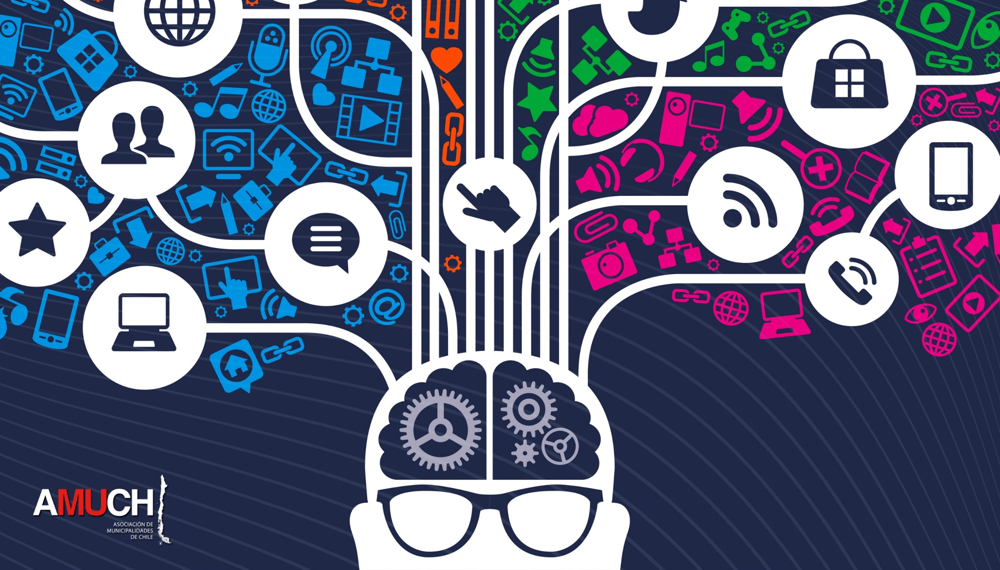 AMUCH
ASOCIACIÓN DE
MUNICIPALIDADES
DE CHILE
@